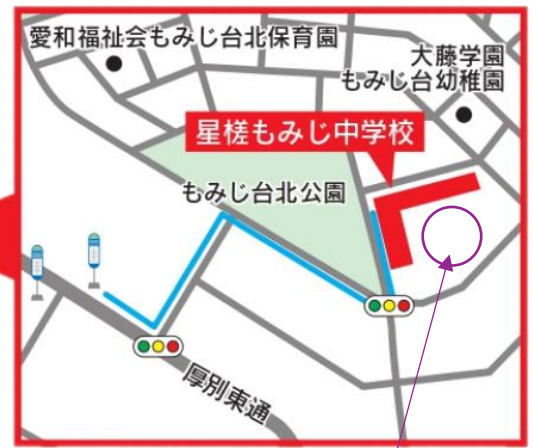 愛和福祉会もみじ台北保育園
大藤学園
もみじ台幼稚園
星槎もみじ中学校
もみじ台北公園
厚別東通